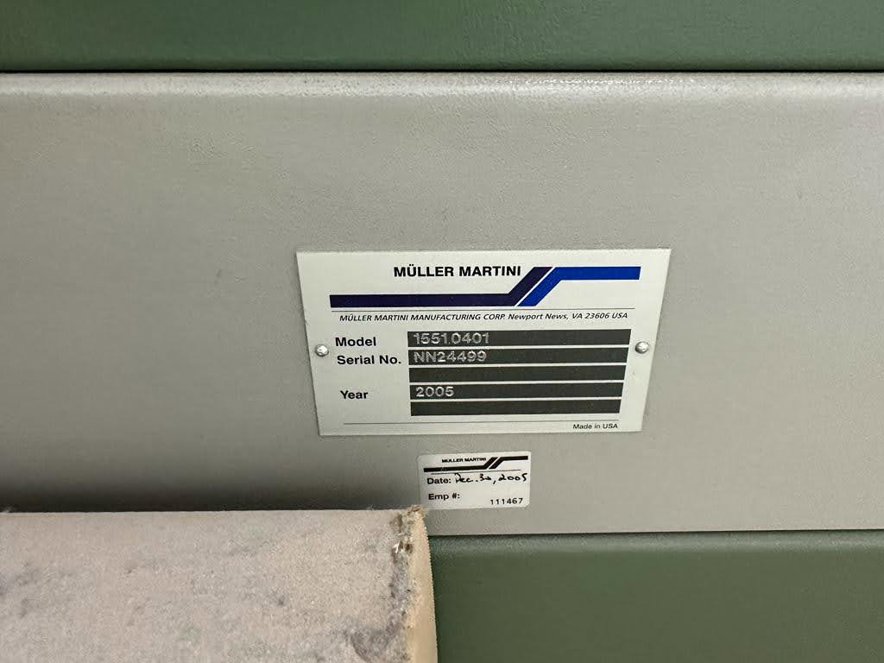 MÜLLER MARTINI
MÜLLER MARTINI MANUFACTURING CORP. Newport News, VA 23606 USA
Model 1551.0401
Serial No. NN24499
Year 2005
Made in USA
MULLER MARTINI
Date: Dec. 30, 2005
Emp #: 111467